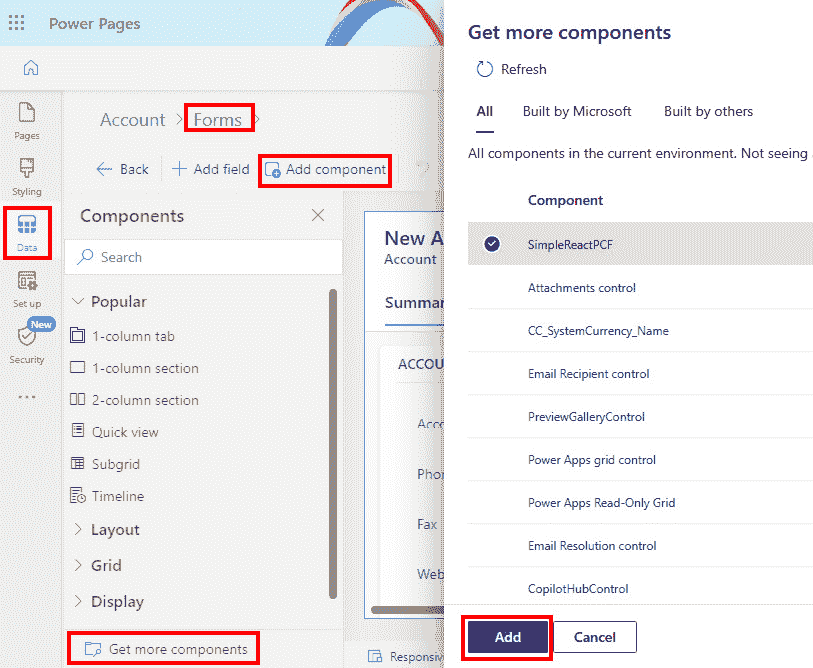 Power Pages
Pages
Styling
Data
Set up
New
Security
Account > Forms >
Back
Add field
Add component
Components
Search
Popular
1-column tab
1-column section
2-column section
Quick view
Subgrid
Timeline
Layout
Grid
Display
Get more components
New A
Account
Summar
ACCOU
Acco
Phon
Fax
Web
Responsiv
Get more components
Refresh
All Built by Microsoft Built by others
All components in the current environment. Not seeing
Component
SimpleReactPCF
Attachments control
CC_SystemCurrency_Name
Email Recipient control
PreviewGalleryControl
Power Apps grid control
Power Apps Read-Only Grid
Email Resolution control
CopilotHubControl
Add Cancel